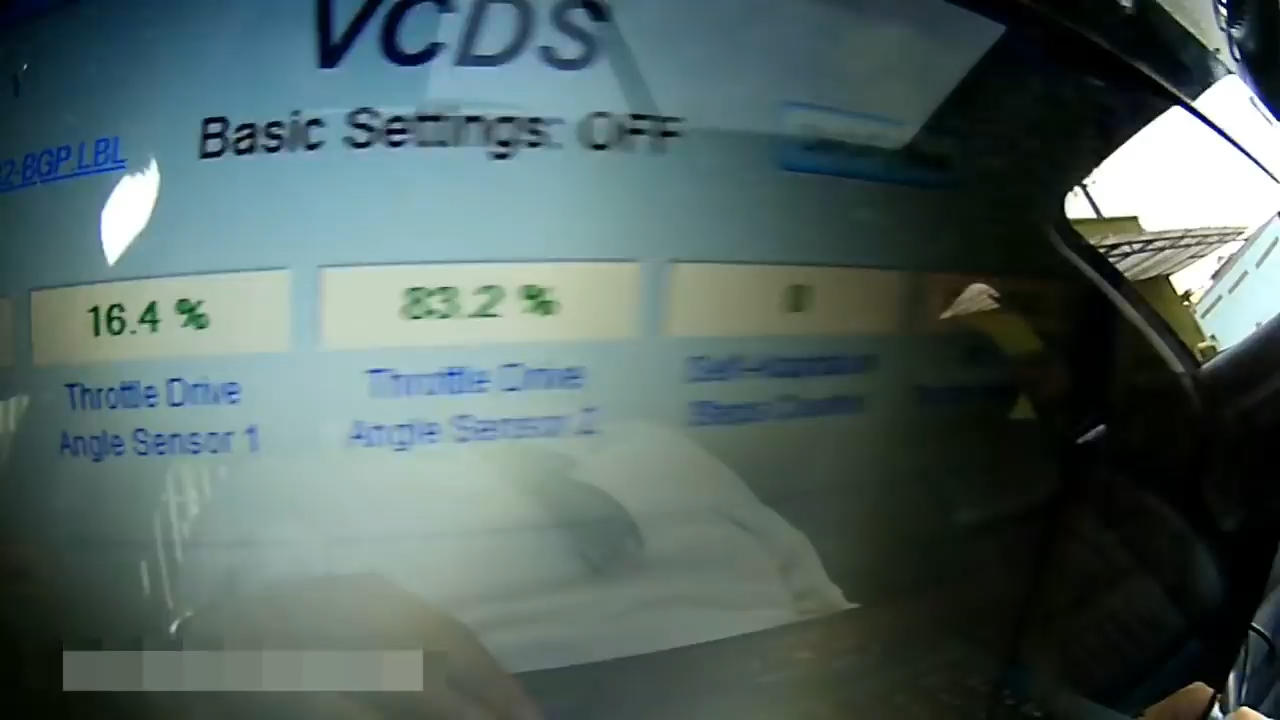 VCDS
Basic Settings: OFF
2-BGP.LBL
16.4 %
83.2 %
Throttle Drive
Angle Sensor 1
Throttle Drive
Angle Sensor 2